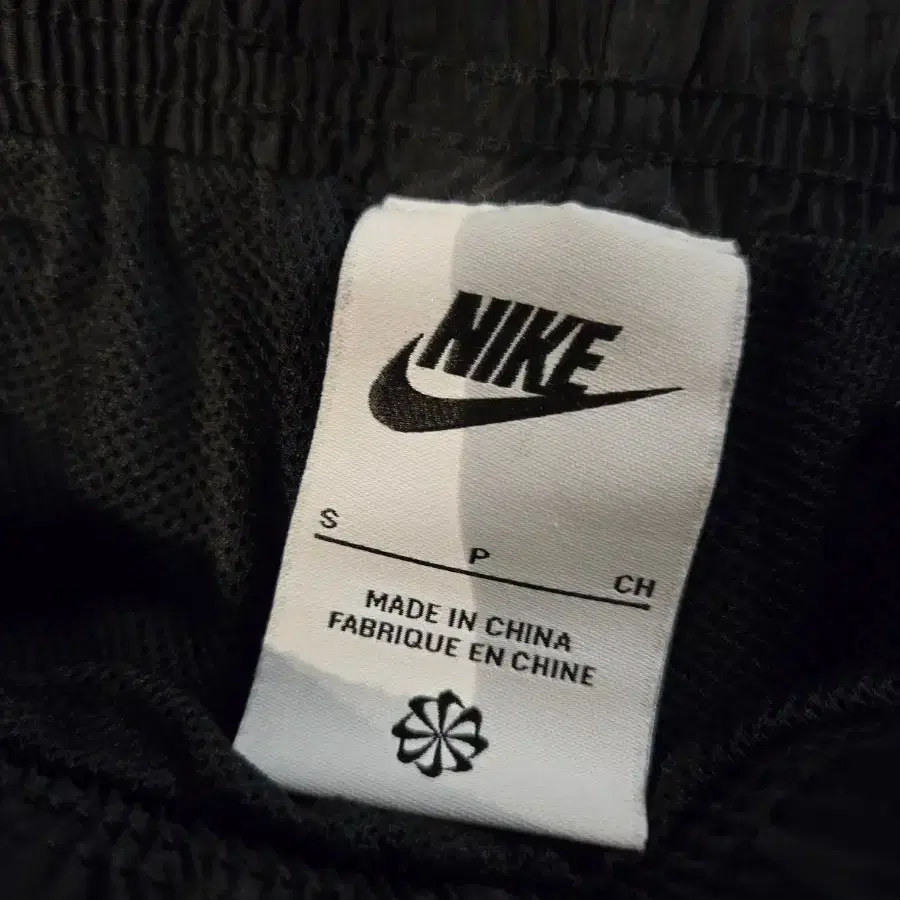 NIKE
S P CH
MADE IN CHINA
FABRIQUE EN CHINE